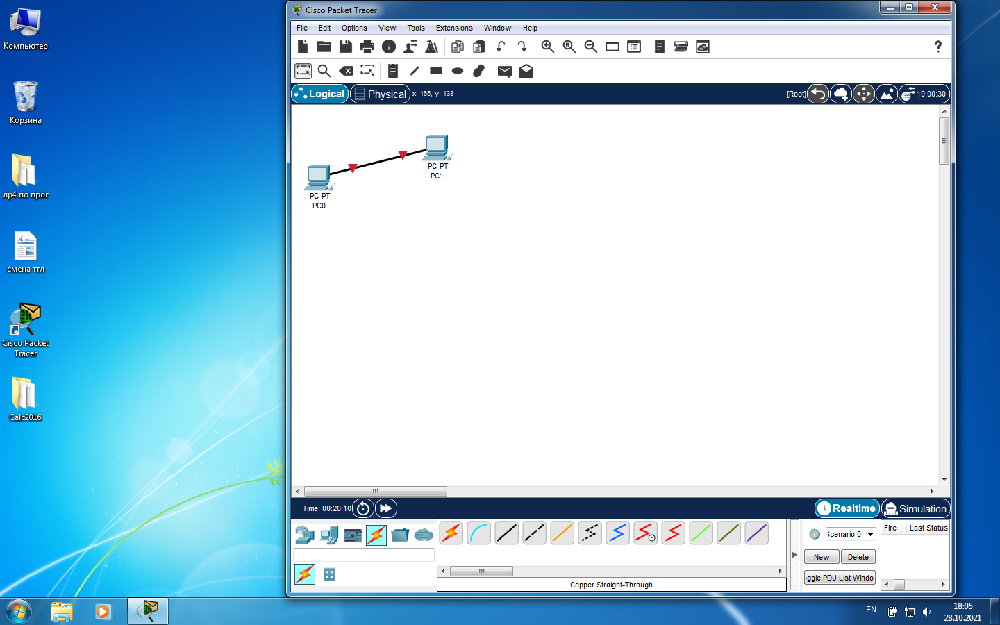 Компьютер
Корзина
лр4 по прог
смена ттл
Cisco Packet
Tracer
Calc2016
Cisco Packet Tracer
File Edit Options View Tools Extensions Window Help
Logical Physical x: 165, y: 133 [Root] 10:00:30
PC-PT
PC1
PC-PT
PC0
Time: 00:20:10 Realtime Simulation
Scenario 0 Fire Last Status
New Delete
ggle PDU List Windo
Copper Straight-Through
EN 18:05
28.10.2021